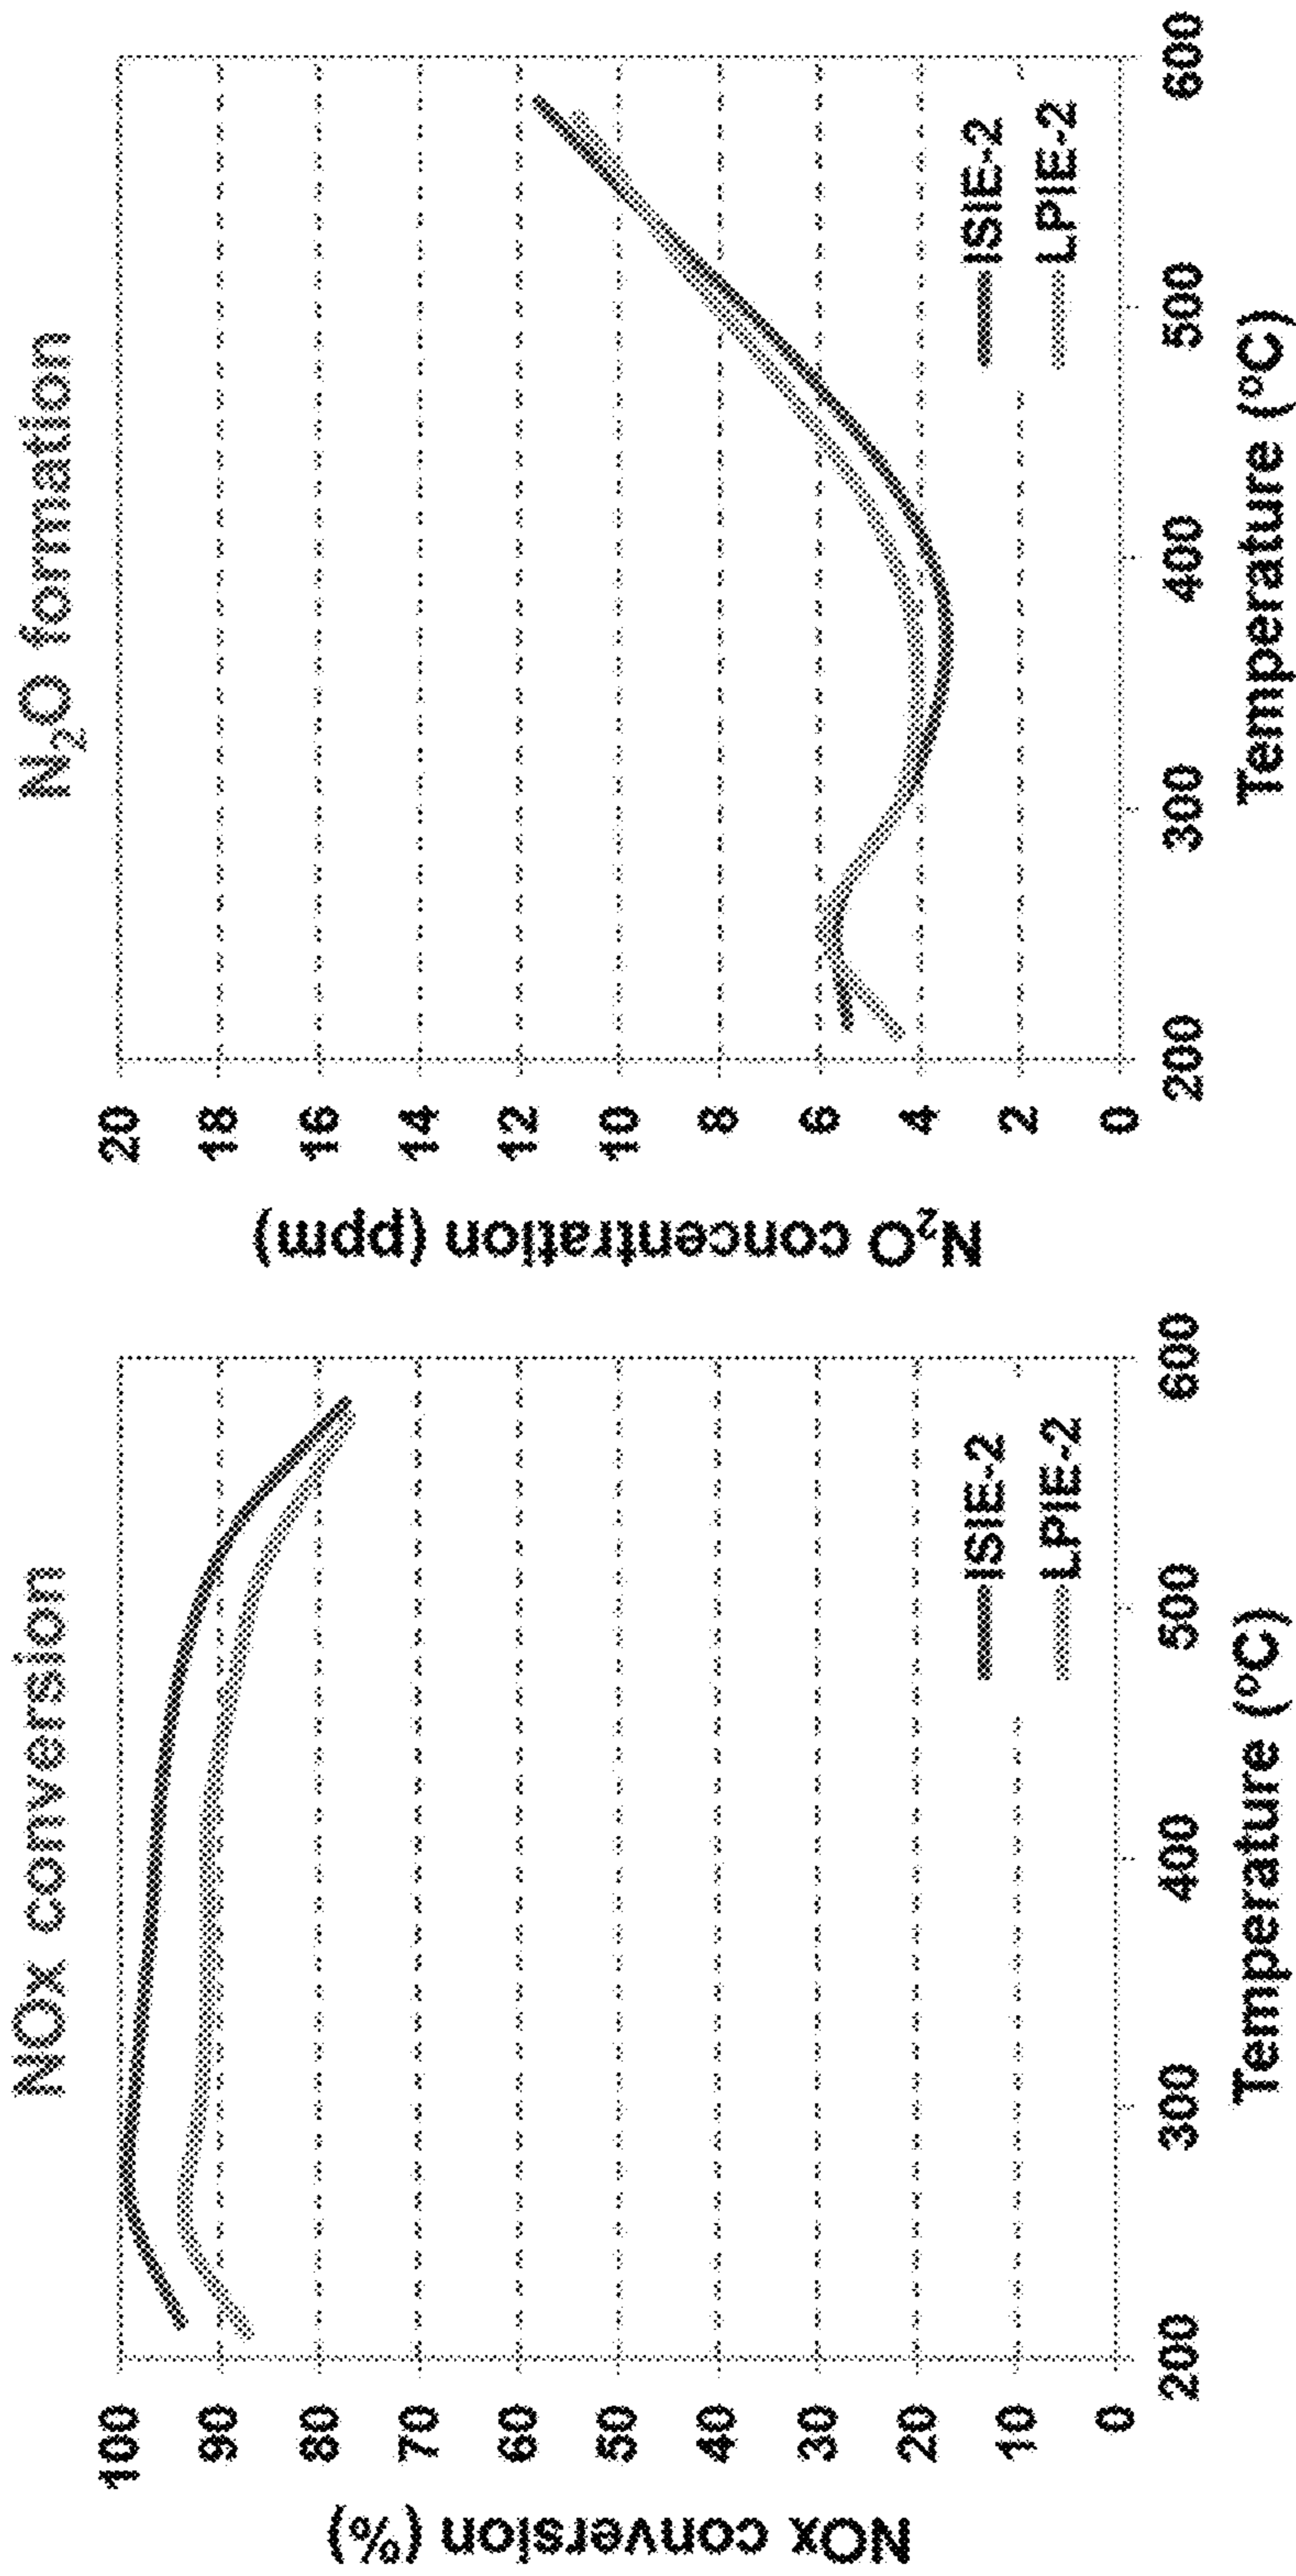 NOx conversion
NOx conversion (%)
100
90
80
70
60
50
40
30
20
10
0
ISIE-2
LPIE-2
200 300 400 500 600
Temperature (°C)
N₂O formation
N₂O concentration (ppm)
20
18
16
14
12
10
8
6
4
2
0
ISIE-2
LPIE-2
200 300 400 500 600
Temperature (°C)